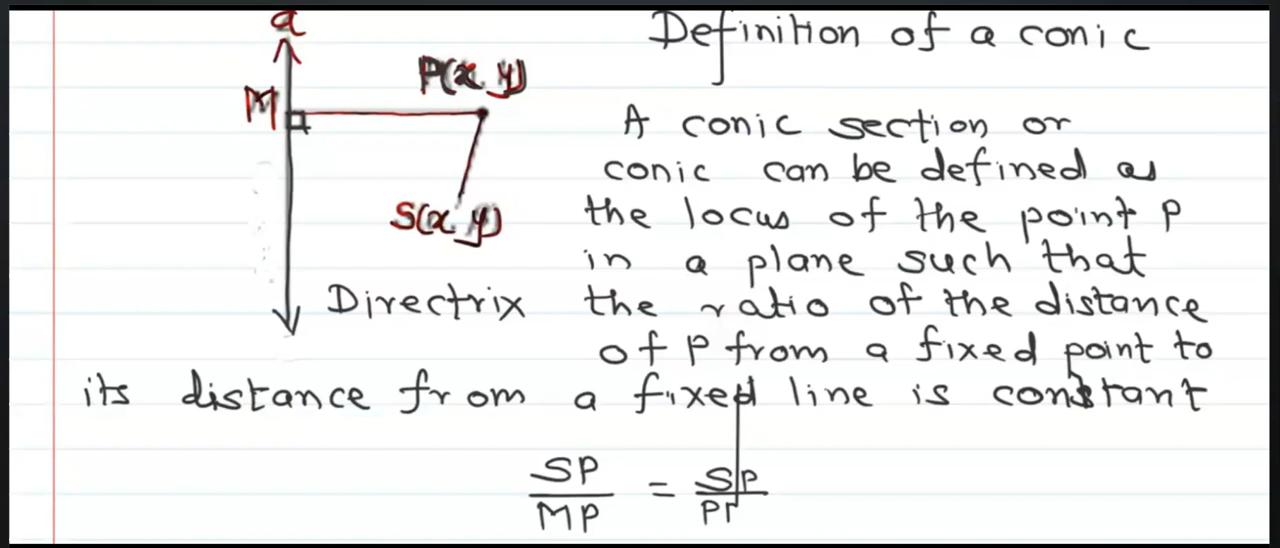 a
Definition of a conic
P(x, y)
M
A conic section or
conic can be defined as
S(x, y)
the locus of the point P
in a plane such that
Directrix
the ratio of the distance
of P from a fixed point to
its distance from a fixed line is constant
SP/MP = SP/